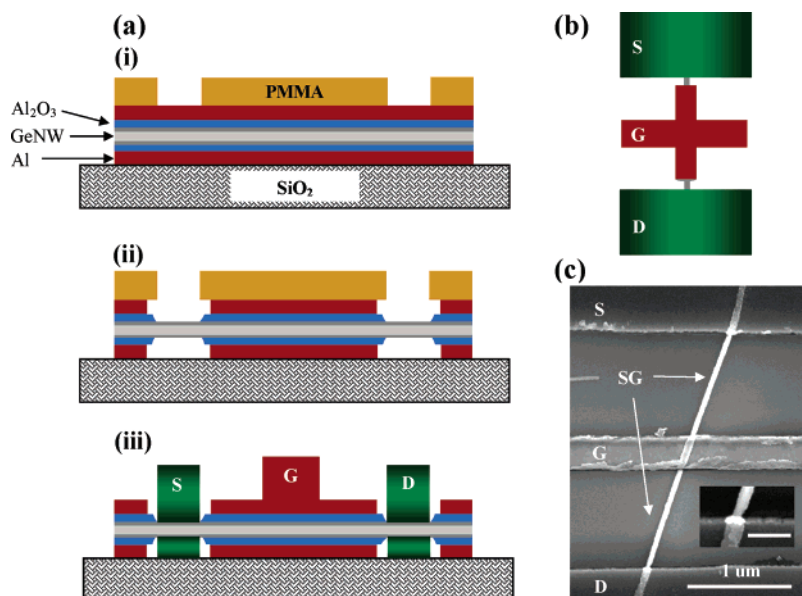 (a)
(i)
PMMA
Al₂O₃
GeNW
Al
SiO₂
(ii)
(iii)
S
G
D
(b)
S
G
D
(c)
S
SG
G
1 um
D